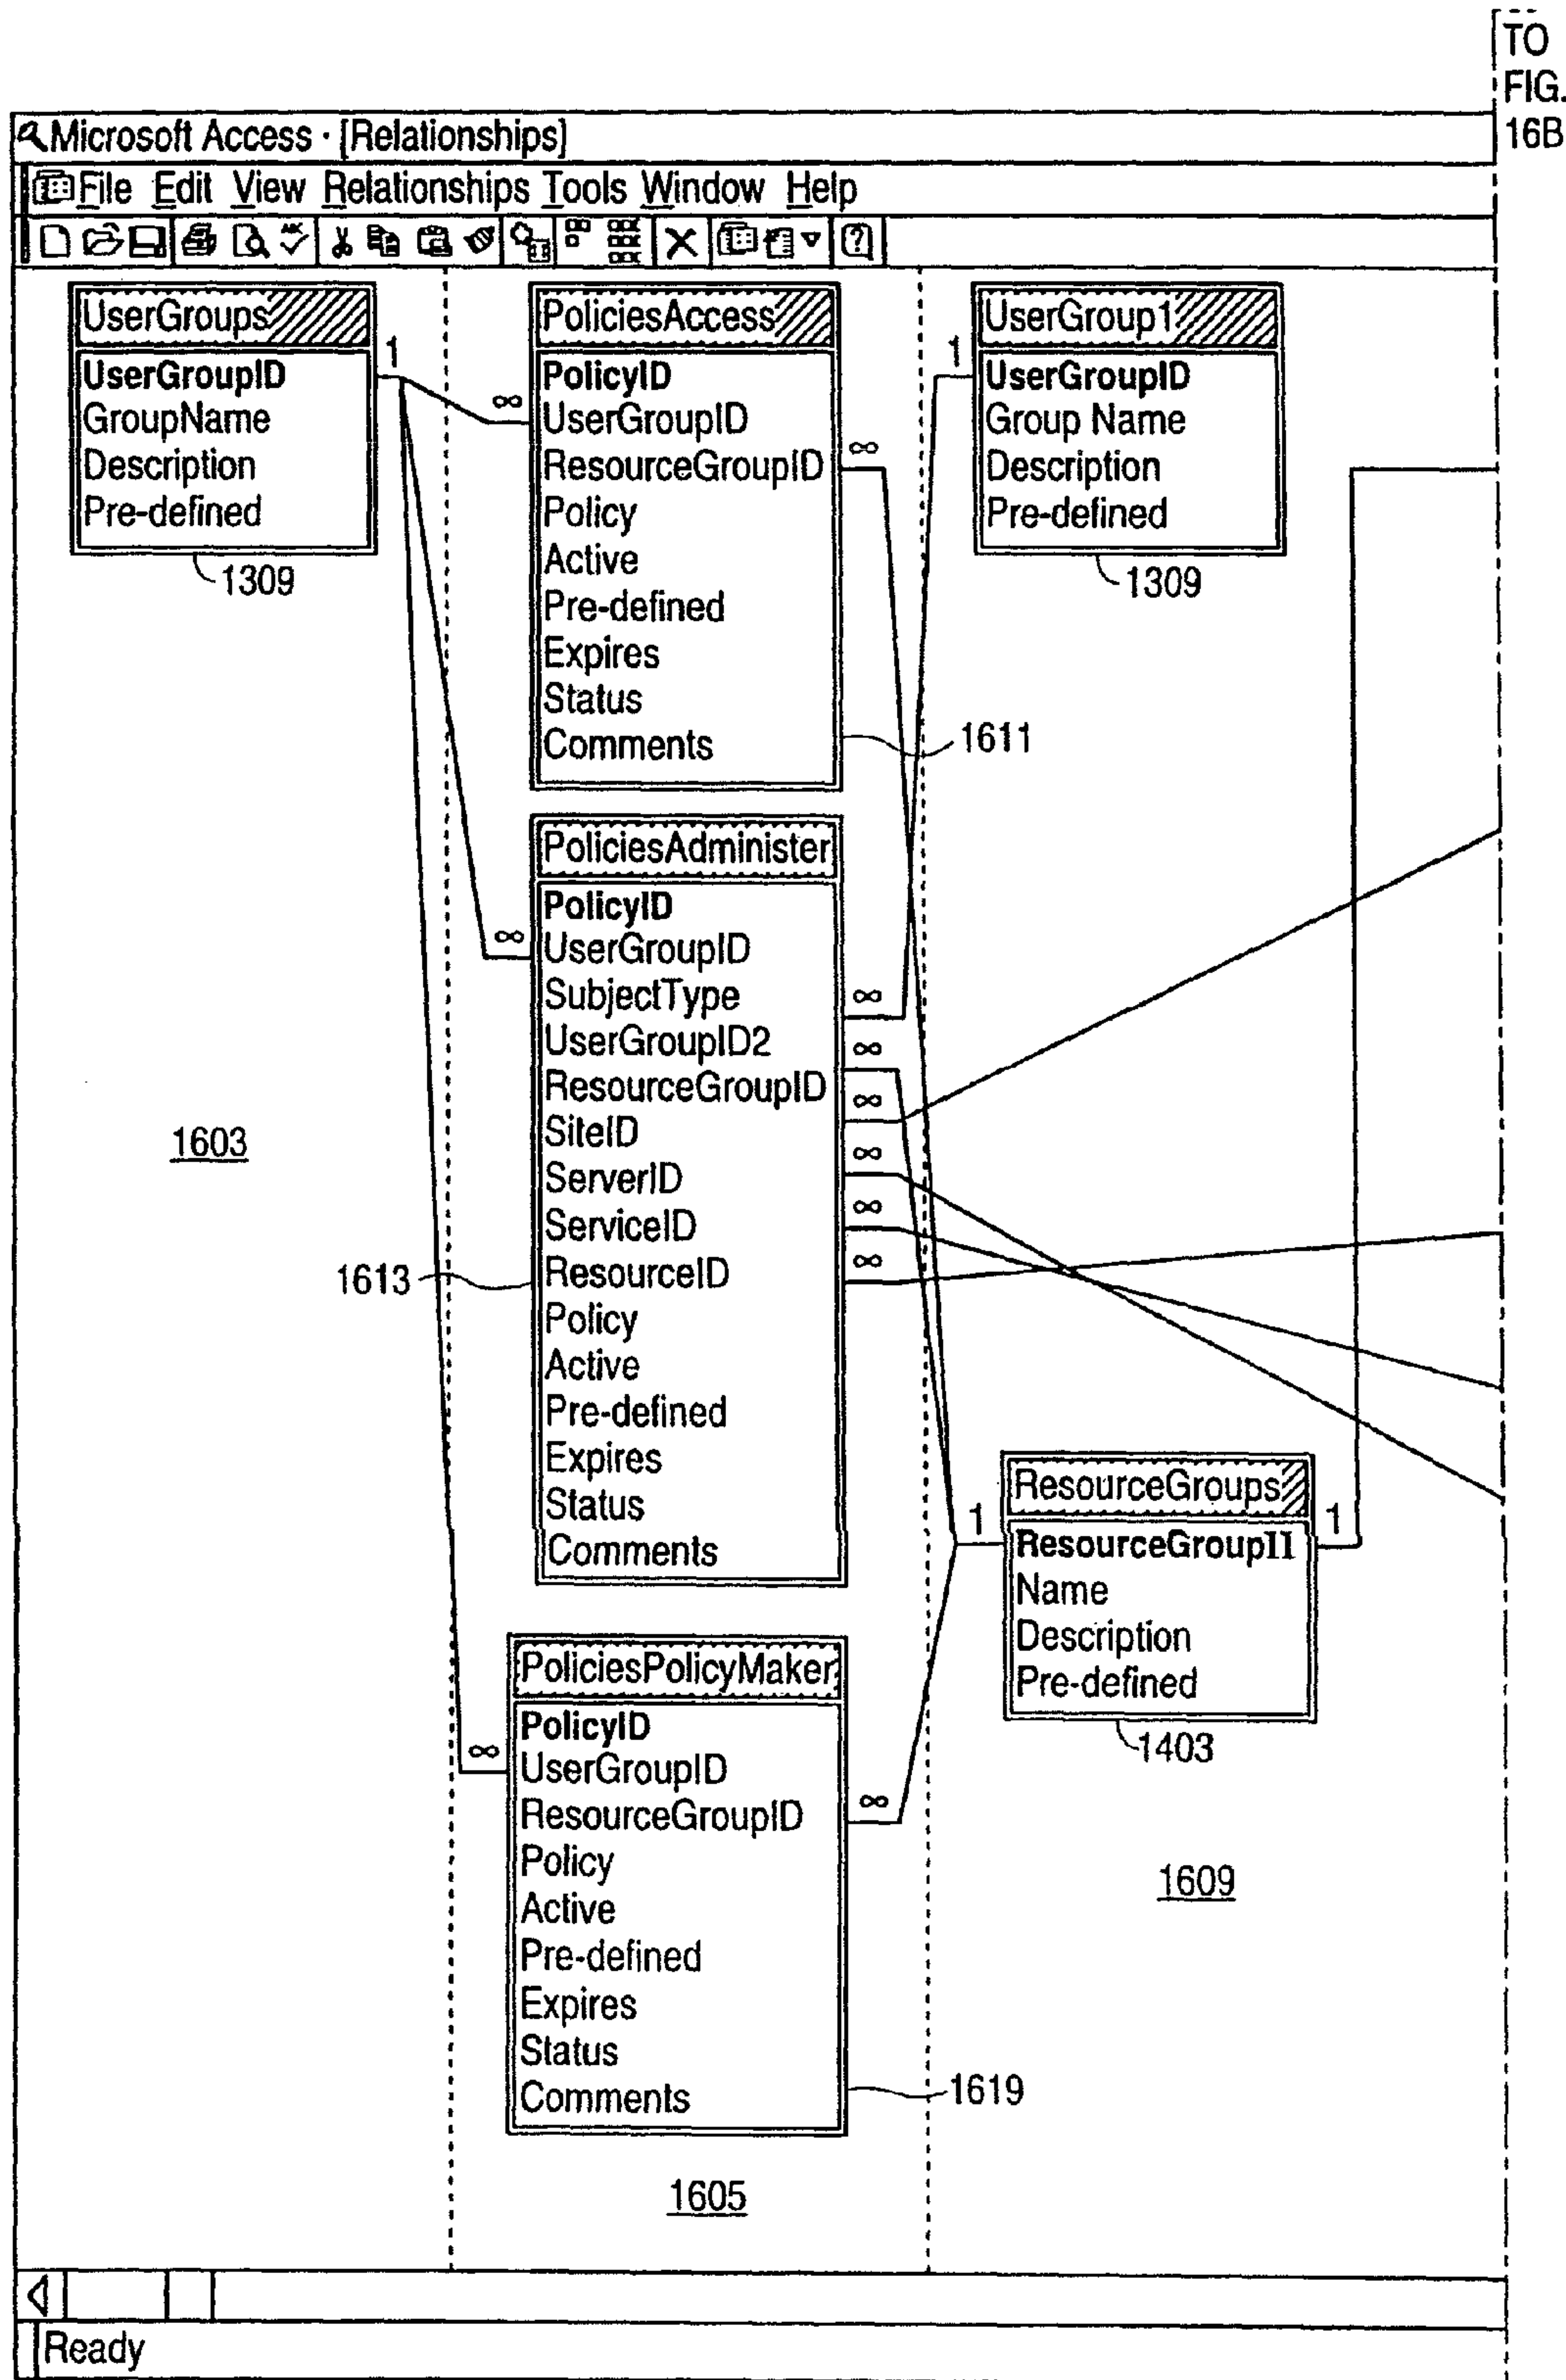 TO
FIG.
16B
Microsoft Access · [Relationships]
File Edit View Relationships Tools Window Help
UserGroups
UserGroupID
GroupName
Description
Pre-defined
1309
1
∞
PoliciesAccess
PolicyID
UserGroupID
ResourceGroupID
Policy
Active
Pre-defined
Expires
Status
Comments
∞
1611
1
UserGroup1
UserGroupID
Group Name
Description
Pre-defined
1309
1603
∞
PoliciesAdminister
PolicyID
UserGroupID
SubjectType
UserGroupID2
ResourceGroupID
SiteID
ServerID
ServiceID
ResourceID
Policy
Active
Pre-defined
Expires
Status
Comments
∞
∞
∞
∞
∞
∞
1613
1
ResourceGroups
ResourceGroupII
Name
Description
Pre-defined
1
1403
∞
PoliciesPolicyMaker
PolicyID
UserGroupID
ResourceGroupID
Policy
Active
Pre-defined
Expires
Status
Comments
∞
1619
1609
1605
Ready